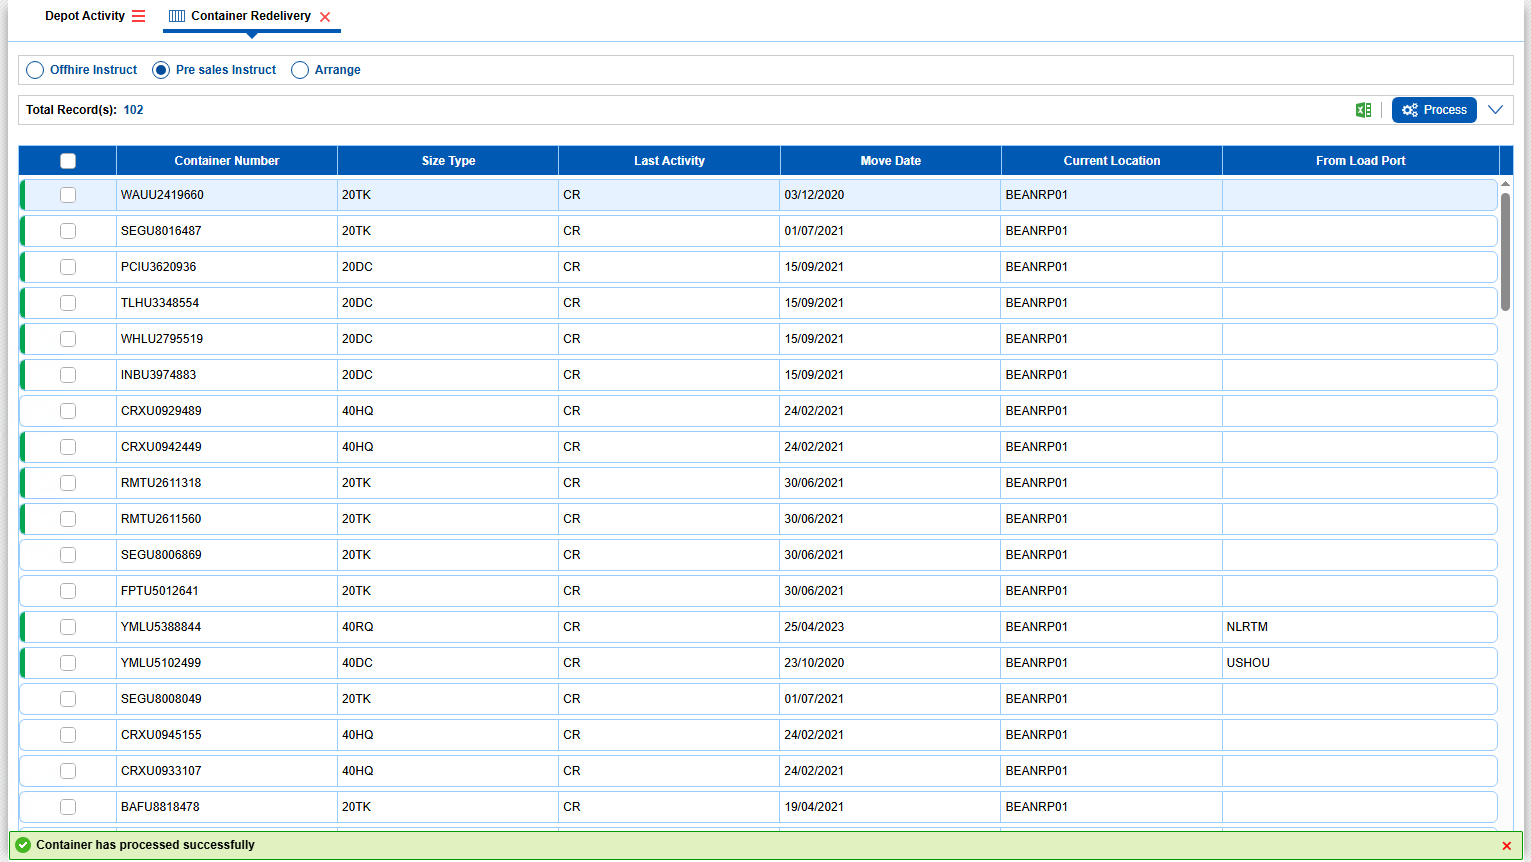 Depot Activity Container Redelivery
Offhire Instruct Pre sales Instruct Arrange
Total Record(s): 102 Process
Container Number Size Type Last Activity Move Date Current Location From Load Port
WAUU2419660 20TK CR 03/12/2020 BEANRP01
SEGU8016487 20TK CR 01/07/2021 BEANRP01
PCIU3620936 20DC CR 15/09/2021 BEANRP01
TLHU3348554 20DC CR 15/09/2021 BEANRP01
WHLU2795519 20DC CR 15/09/2021 BEANRP01
INBU3974883 20DC CR 15/09/2021 BEANRP01
CRXU0929489 40HQ CR 24/02/2021 BEANRP01
CRXU0942449 40HQ CR 24/02/2021 BEANRP01
RMTU2611318 20TK CR 30/06/2021 BEANRP01
RMTU2611560 20TK CR 30/06/2021 BEANRP01
SEGU8006869 20TK CR 30/06/2021 BEANRP01
FPTU5012641 20TK CR 30/06/2021 BEANRP01
YMLU5388844 40RQ CR 25/04/2023 BEANRP01 NLRTM
YMLU5102499 40DC CR 23/10/2020 BEANRP01 USHOU
SEGU8008049 20TK CR 01/07/2021 BEANRP01
CRXU0945155 40HQ CR 24/02/2021 BEANRP01
CRXU0933107 40HQ CR 24/02/2021 BEANRP01
BAFU8818478 20TK CR 19/04/2021 BEANRP01
Container has processed successfully